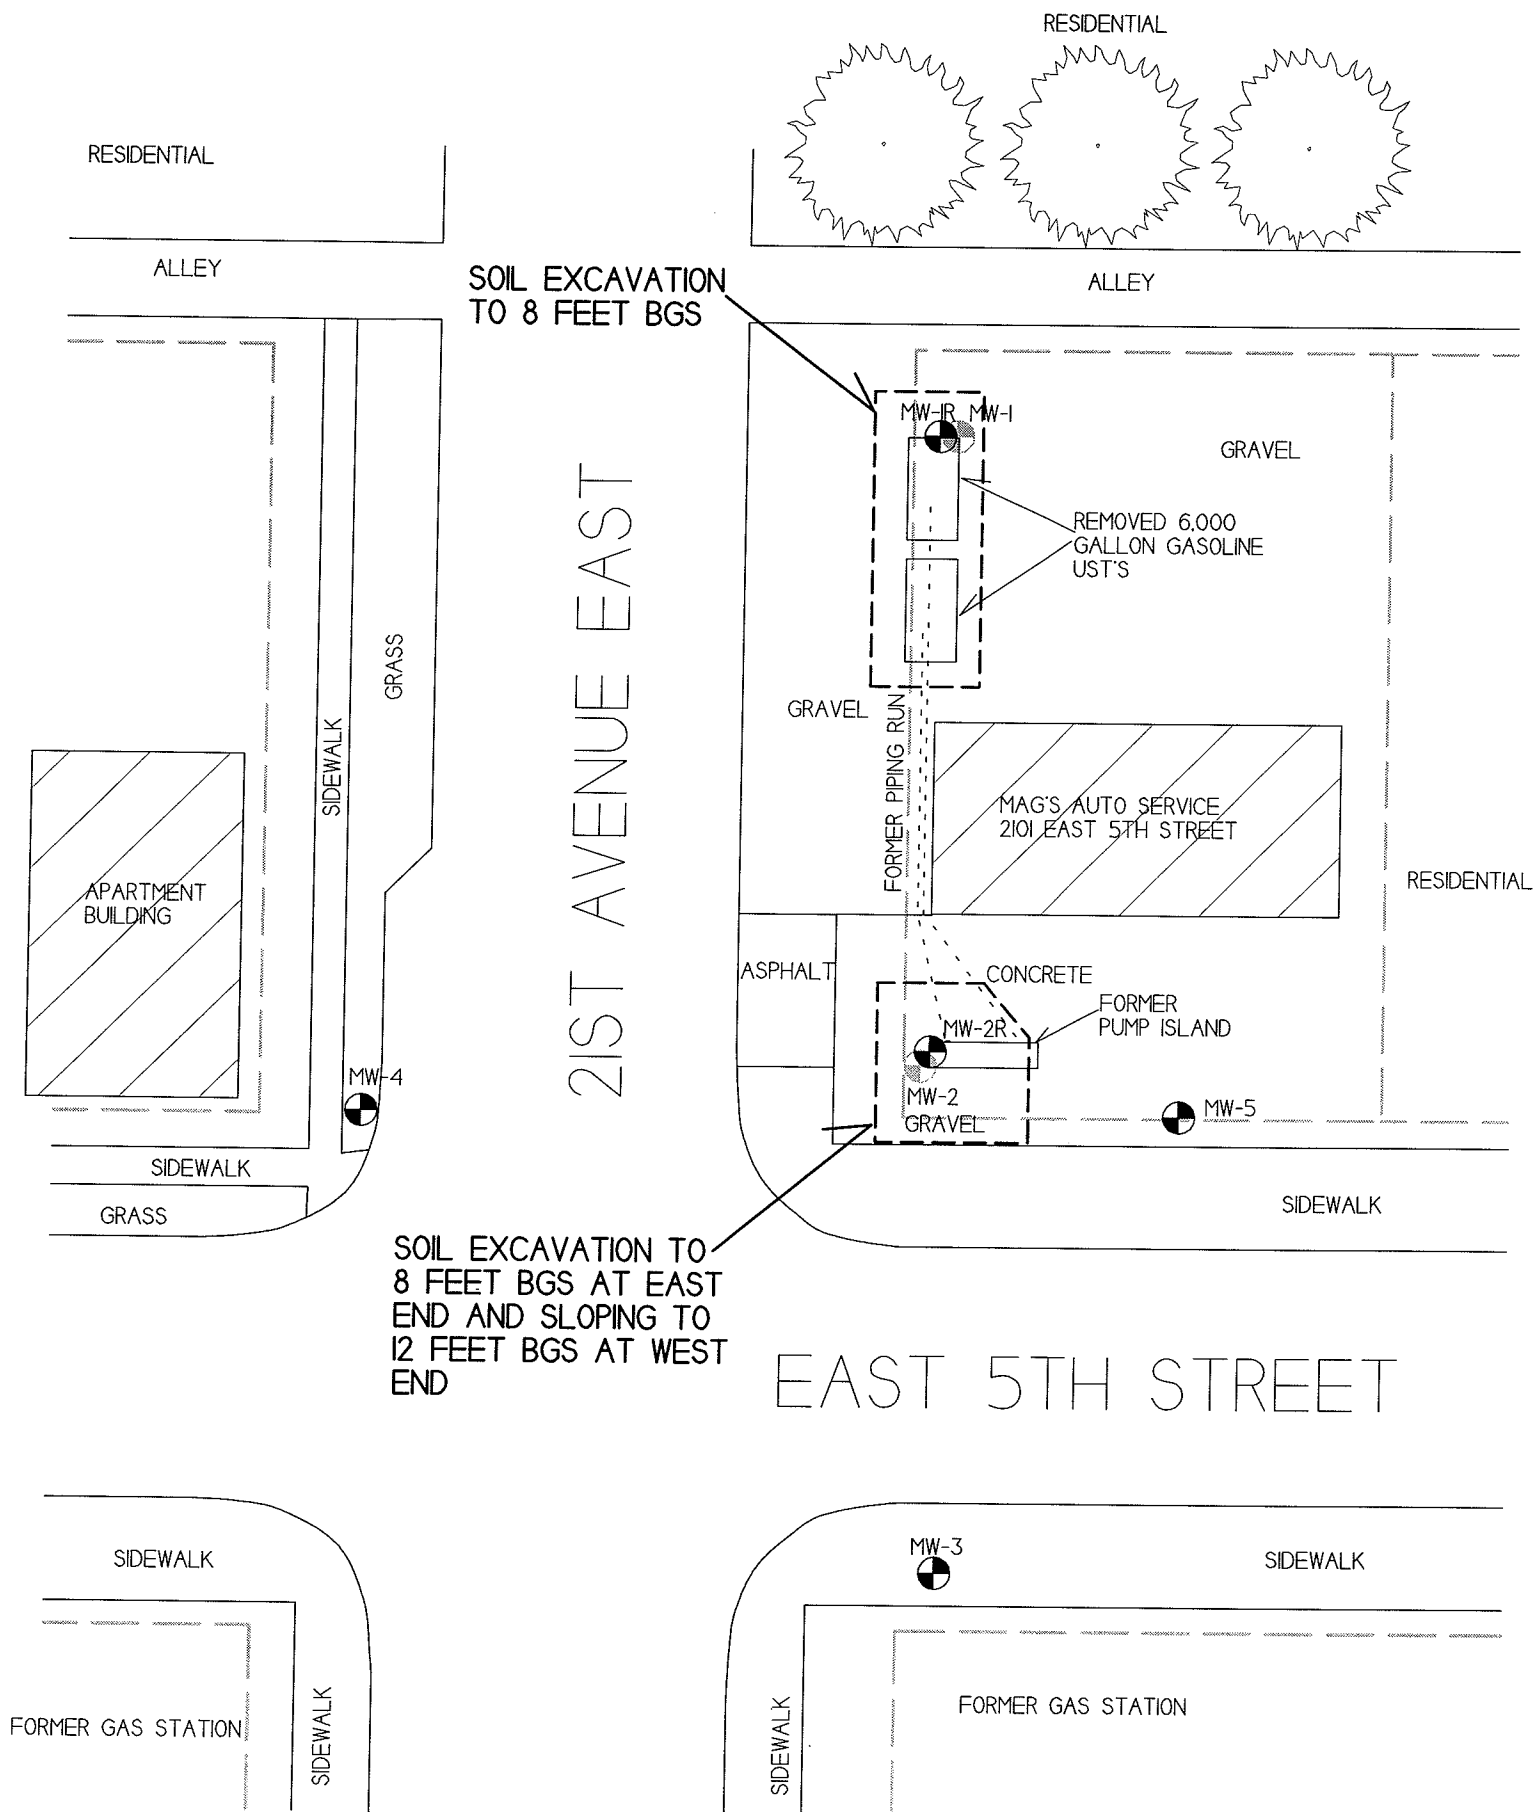 RESIDENTIAL
RESIDENTIAL
ALLEY
SOIL EXCAVATION
TO 8 FEET BGS
ALLEY
MW-1R
MW-1
GRAVEL
REMOVED 6,000
GALLON GASOLINE
UST'S
21ST AVENUE EAST
GRASS
SIDEWALK
GRAVEL
FORMER PIPING RUN
MAG'S AUTO SERVICE
2101 EAST 5TH STREET
RESIDENTIAL
APARTMENT
BUILDING
ASPHALT
CONCRETE
FORMER
PUMP ISLAND
MW-2R
MW-4
MW-2
GRAVEL
MW-5
SIDEWALK
GRASS
SIDEWALK
SOIL EXCAVATION TO
8 FEET BGS AT EAST
END AND SLOPING TO
12 FEET BGS AT WEST
END
EAST 5TH STREET
SIDEWALK
MW-3
SIDEWALK
FORMER GAS STATION
SIDEWALK
SIDEWALK
FORMER GAS STATION